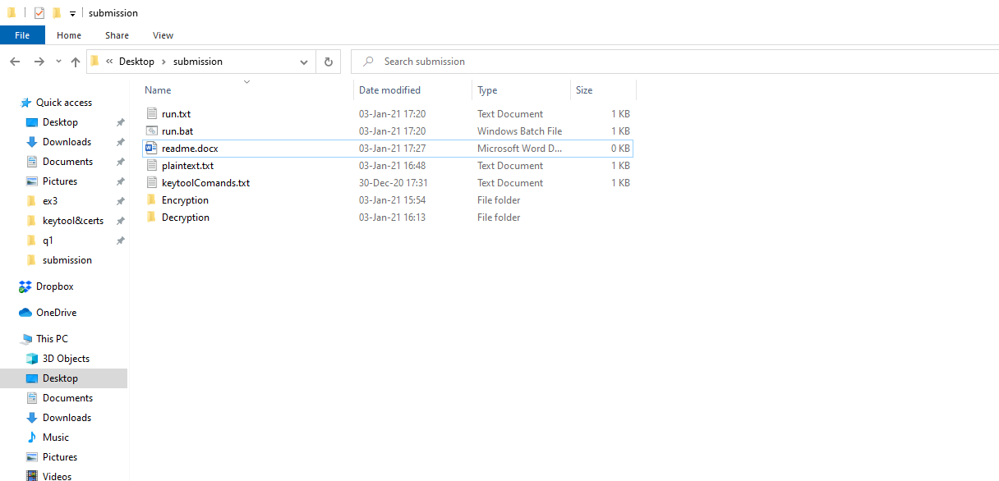 submission
File Home Share View
« Desktop › submission Search submission
Name Date modified Type Size
Quick access
Desktop
Downloads
Documents
Pictures
ex3
keytool&certs
q1
submission
Dropbox
OneDrive
This PC
3D Objects
Desktop
Documents
Downloads
Music
Pictures
Videos
run.txt 03-Jan-21 17:20 Text Document 1 KB
run.bat 03-Jan-21 17:20 Windows Batch File 1 KB
readme.docx 03-Jan-21 17:27 Microsoft Word D... 0 KB
plaintext.txt 03-Jan-21 16:48 Text Document 1 KB
keytoolComands.txt 30-Dec-20 17:31 Text Document 1 KB
Encryption 03-Jan-21 15:54 File folder
Decryption 03-Jan-21 16:13 File folder